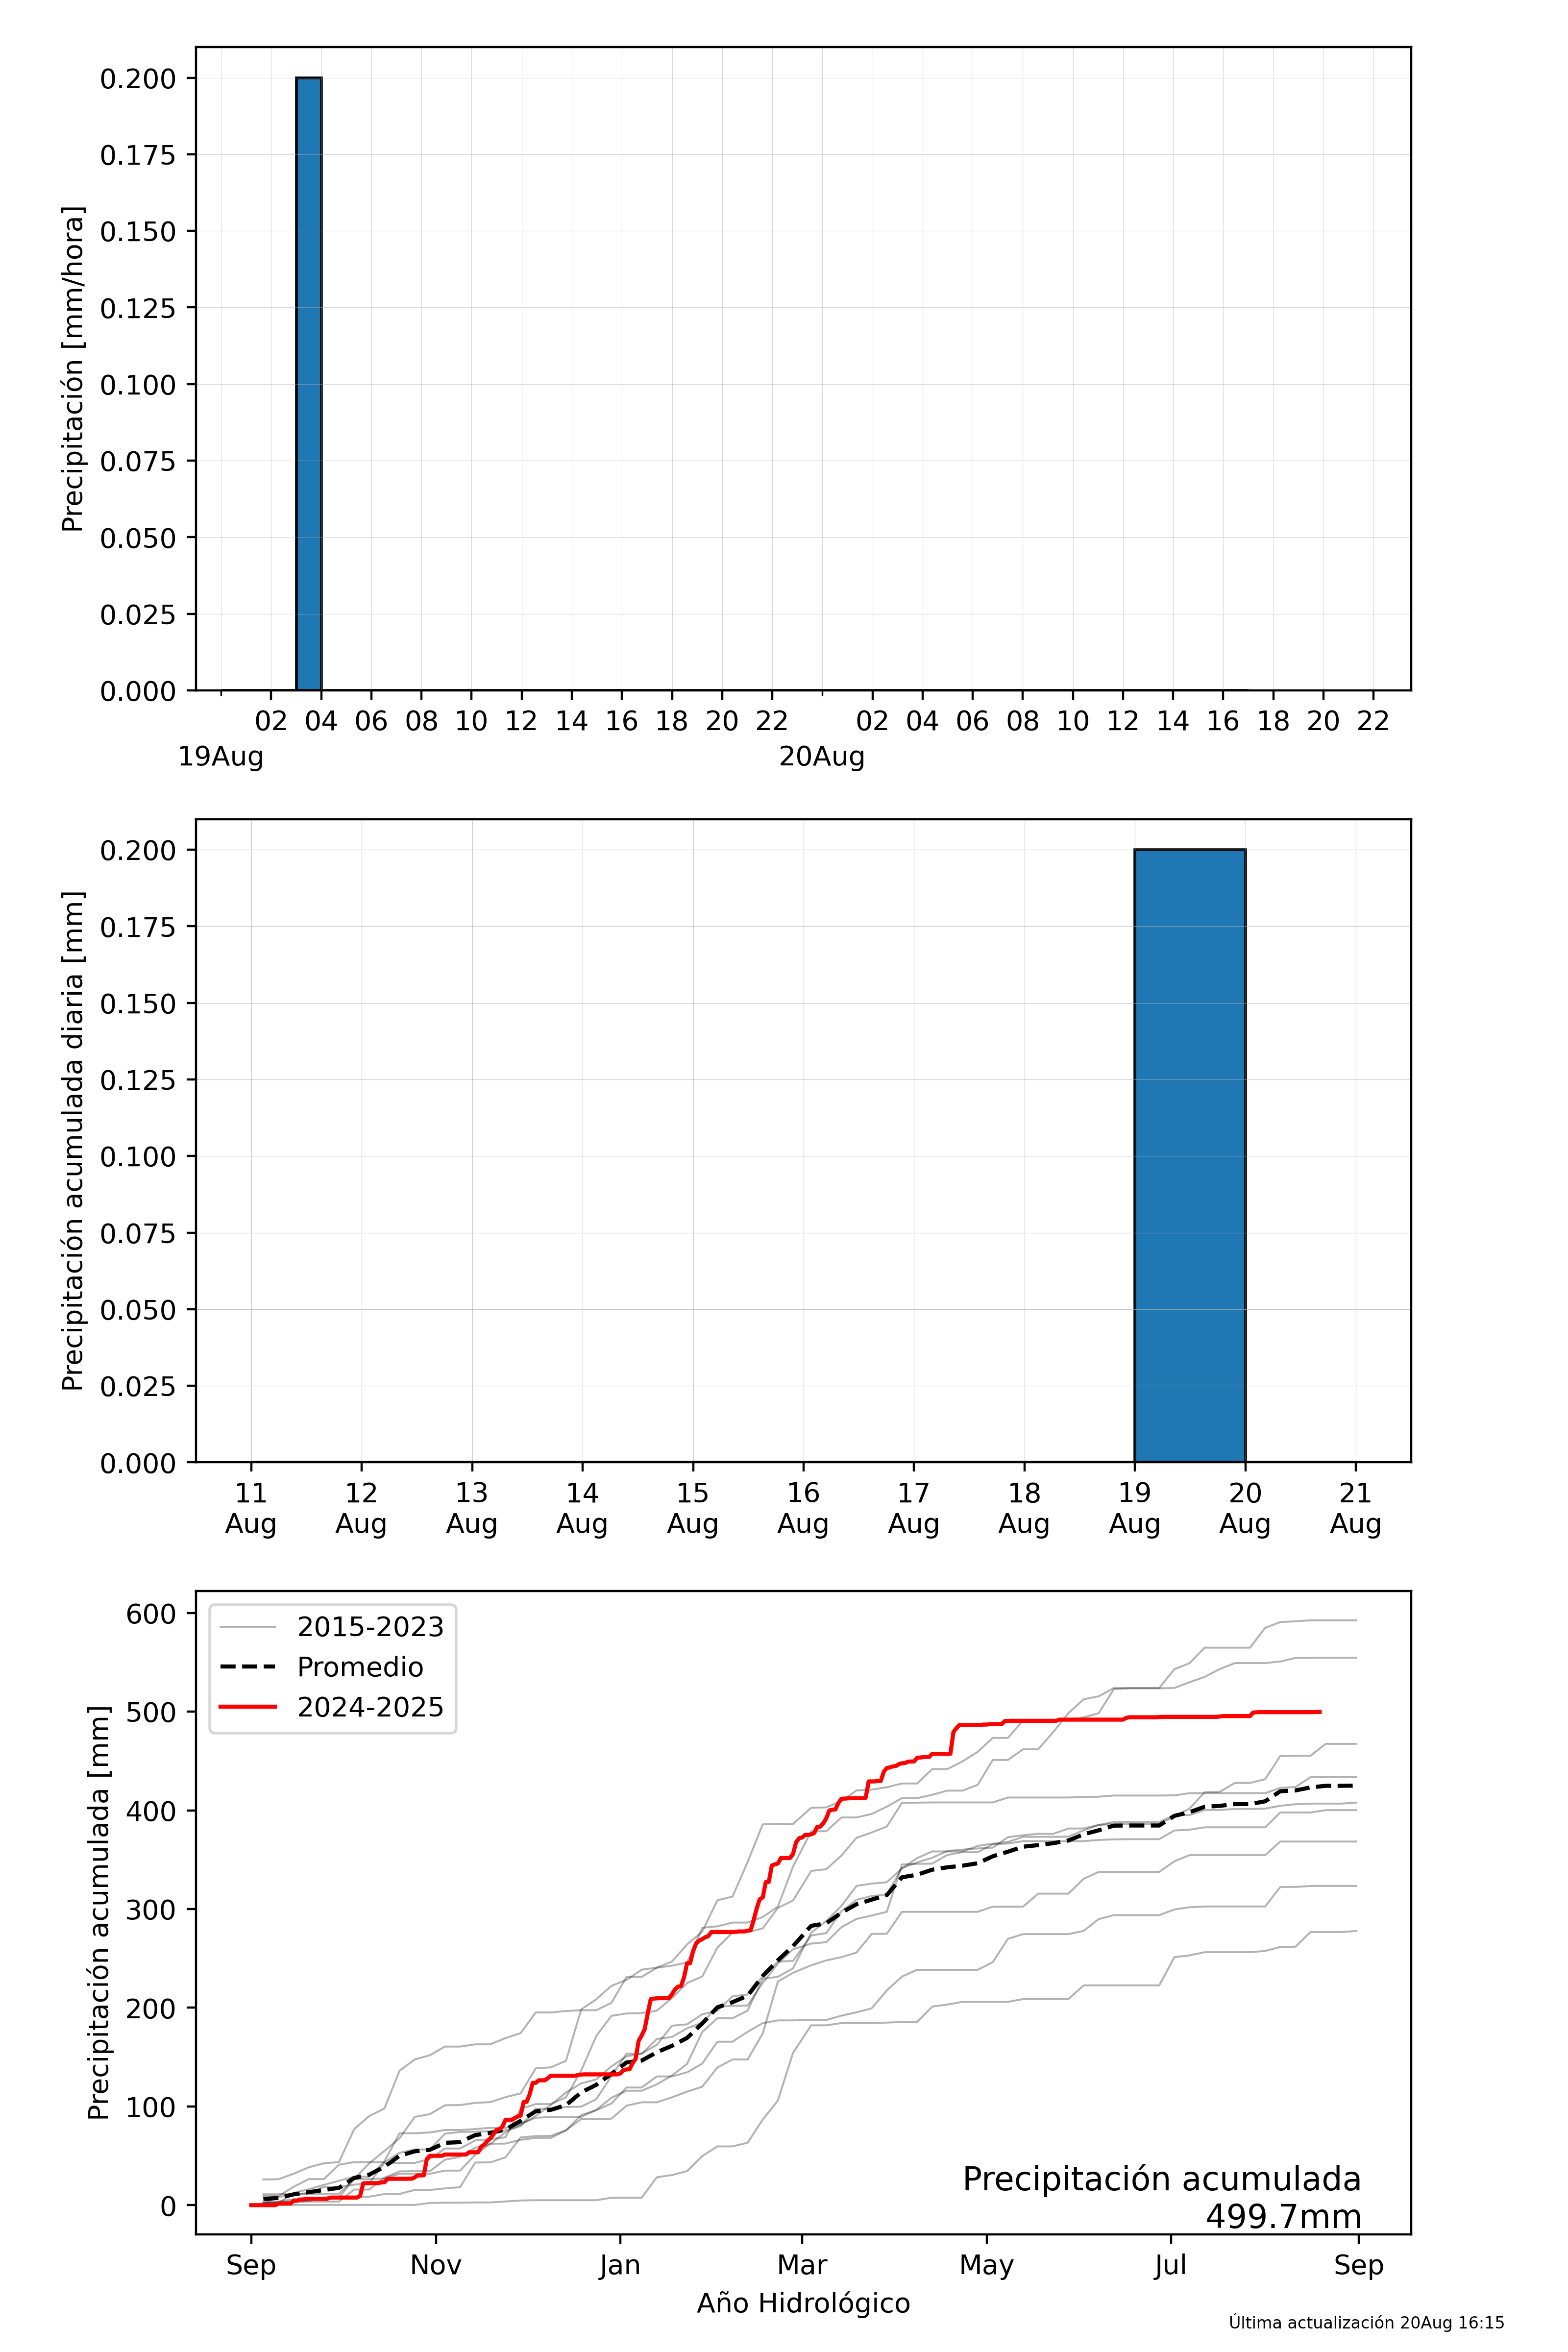 Precipitación [mm/hora]
0.200
0.175
0.150
0.125
0.100
0.075
0.050
0.025
0.000
02 04 06 08 10 12 14 16 18 20 22 02 04 06 08 10 12 14 16 18 20 22
19Aug 20Aug
Precipitación acumulada diaria [mm]
0.200
0.175
0.150
0.125
0.100
0.075
0.050
0.025
0.000
11 12 13 14 15 16 17 18 19 20 21
Aug Aug Aug Aug Aug Aug Aug Aug Aug Aug Aug
Precipitación acumulada [mm]
600
500
400
300
200
100
0
2015-2023
Promedio
2024-2025
Precipitación acumulada
499.7mm
Sep Nov Jan Mar May Jul Sep
Año Hidrológico
Última actualización 20Aug 16:15